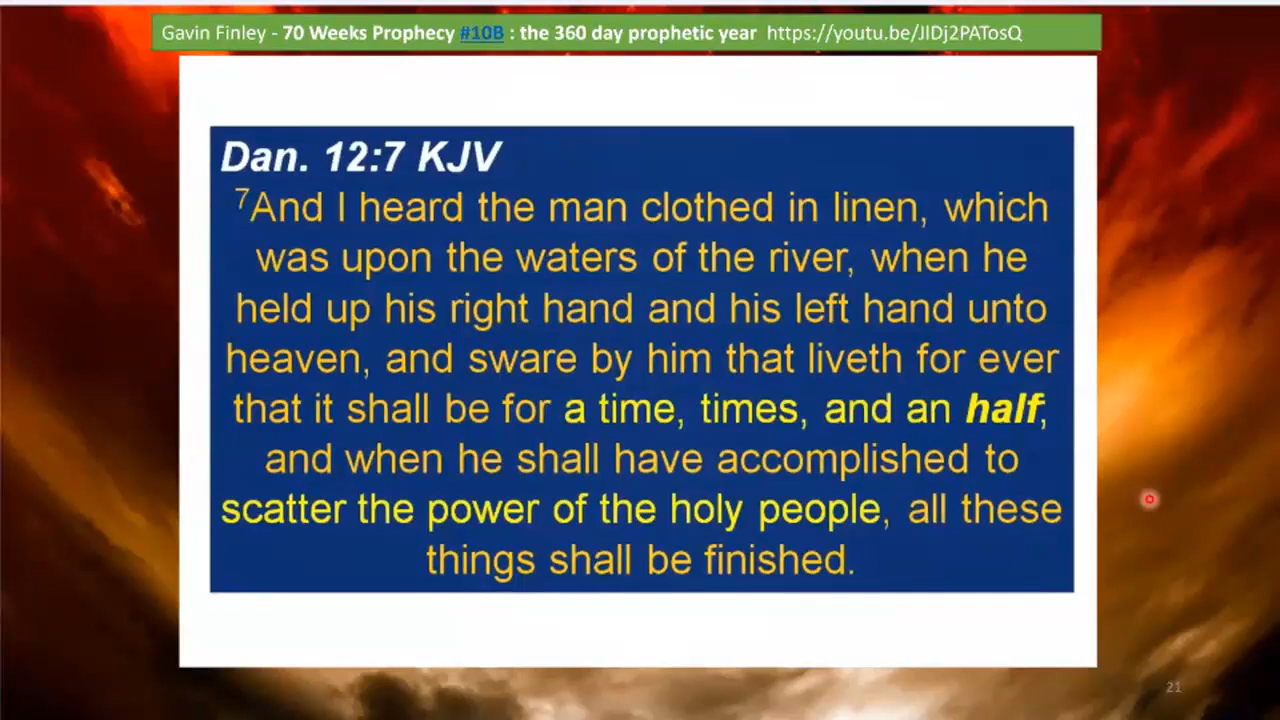 Gavin Finley - 70 Weeks Prophecy #10B : the 360 day prophetic year https://youtu.be/JIDj2PATosQ
Dan. 12:7 KJV
7And I heard the man clothed in linen, which
was upon the waters of the river, when he
held up his right hand and his left hand unto
heaven, and sware by him that liveth for ever
that it shall be for a time, times, and an half;
and when he shall have accomplished to
scatter the power of the holy people, all these
things shall be finished.
21